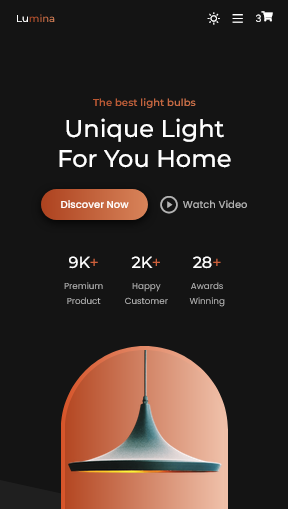 Lumina
3
The best light bulbs
Unique Light
For You Home
Discover Now
Watch Video
9K+
2K+
28+
Premium
Product
Happy
Customer
Awards
Winning